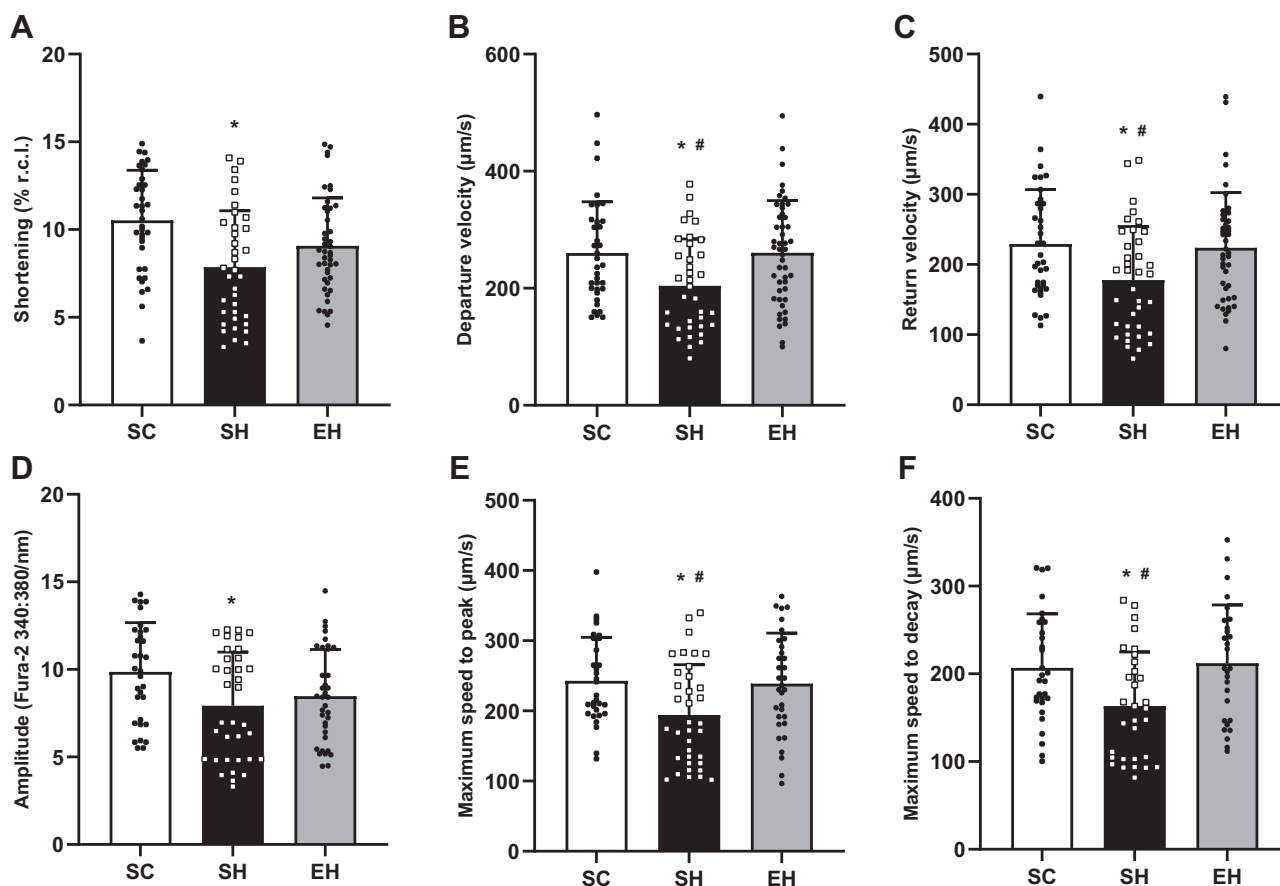 A
Shortening (% r.c.l.)
20
15
10
5
0
*
SC SH EH
B
Departure velocity (µm/s)
600
400
200
0
* #
SC SH EH
C
Return velocity (µm/s)
500
400
300
200
100
0
* #
SC SH EH
D
Amplitude (Fura-2 340:380/nm)
20
15
10
5
0
*
SC SH EH
E
Maximum speed to peak (µm/s)
500
400
300
200
100
0
* #
SC SH EH
F
Maximum speed to decay (µm/s)
400
300
200
100
0
* #
SC SH EH